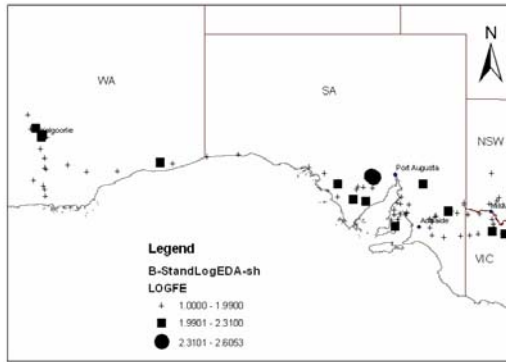 N
WA
SA
NSW
Port Augusta
Adelaide
VIC
Legend
B-StandLogEDA-sh
LOGFE
1.0000 - 1.9900
1.9901 - 2.3100
2.3101 - 2.6053